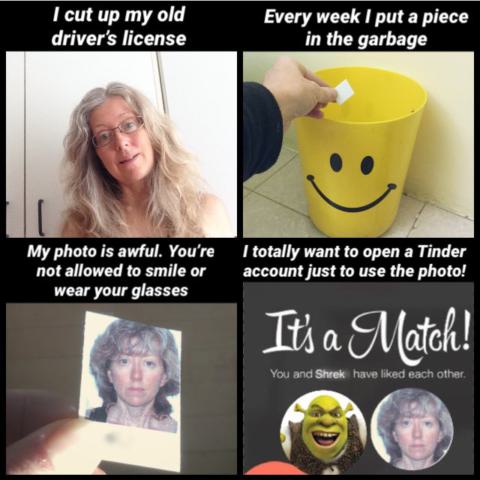 I cut up my old
driver's license
Every week I put a piece
in the garbage
My photo is awful. You're
not allowed to smile or
wear your glasses
I totally want to open a Tinder
account just to use the photo!
It's a Match!
You and Shrek have liked each other.